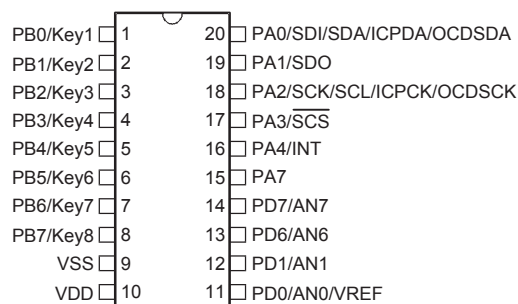 PB0/Key1 1 20 PA0/SDI/SDA/ICPDA/OCDSDA
PB1/Key2 2 19 PA1/SDO
PB2/Key3 3 18 PA2/SCK/SCL/ICPCK/OCDSCK
PB3/Key4 4 17 PA3/SCS
PB4/Key5 5 16 PA4/INT
PB5/Key6 6 15 PA7
PB6/Key7 7 14 PD7/AN7
PB7/Key8 8 13 PD6/AN6
VSS 9 12 PD1/AN1
VDD 10 11 PD0/AN0/VREF